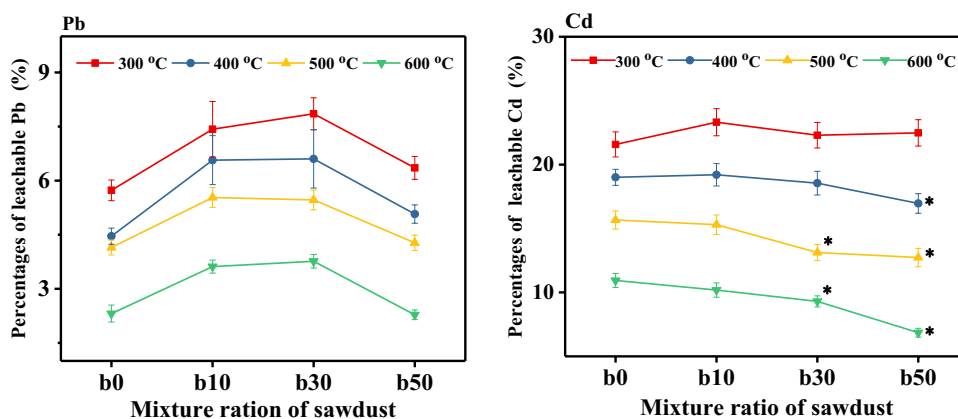 Pb
Percentages of leachable Pb (%)
9
6
3
300 °C
400 °C
500 °C
600 °C
b0 b10 b30 b50
Mixture ration of sawdust
Cd
Percentages of leachable Cd (%)
30
20
10
300 °C
400 °C
500 °C
600 °C
*
*
*
*
*
b0 b10 b30 b50
Mixture ratio of sawdust